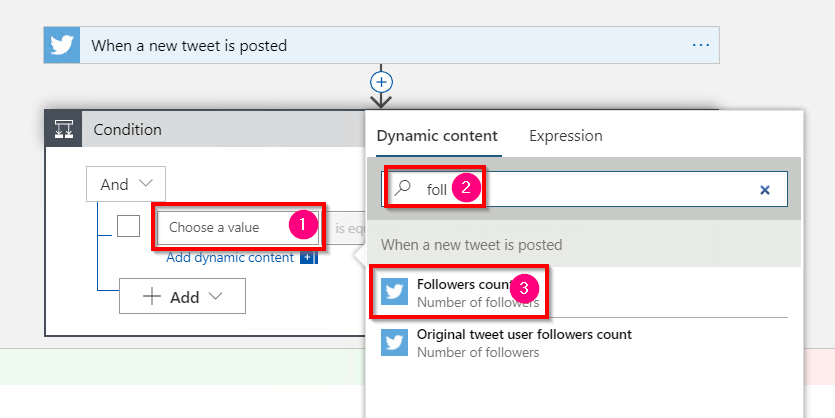 When a new tweet is posted
...
Condition
And
Choose a value
1
is equ
Add dynamic content
Add
Dynamic content
Expression
foll
2
When a new tweet is posted
Followers count
3
Number of followers
Original tweet user followers count
Number of followers